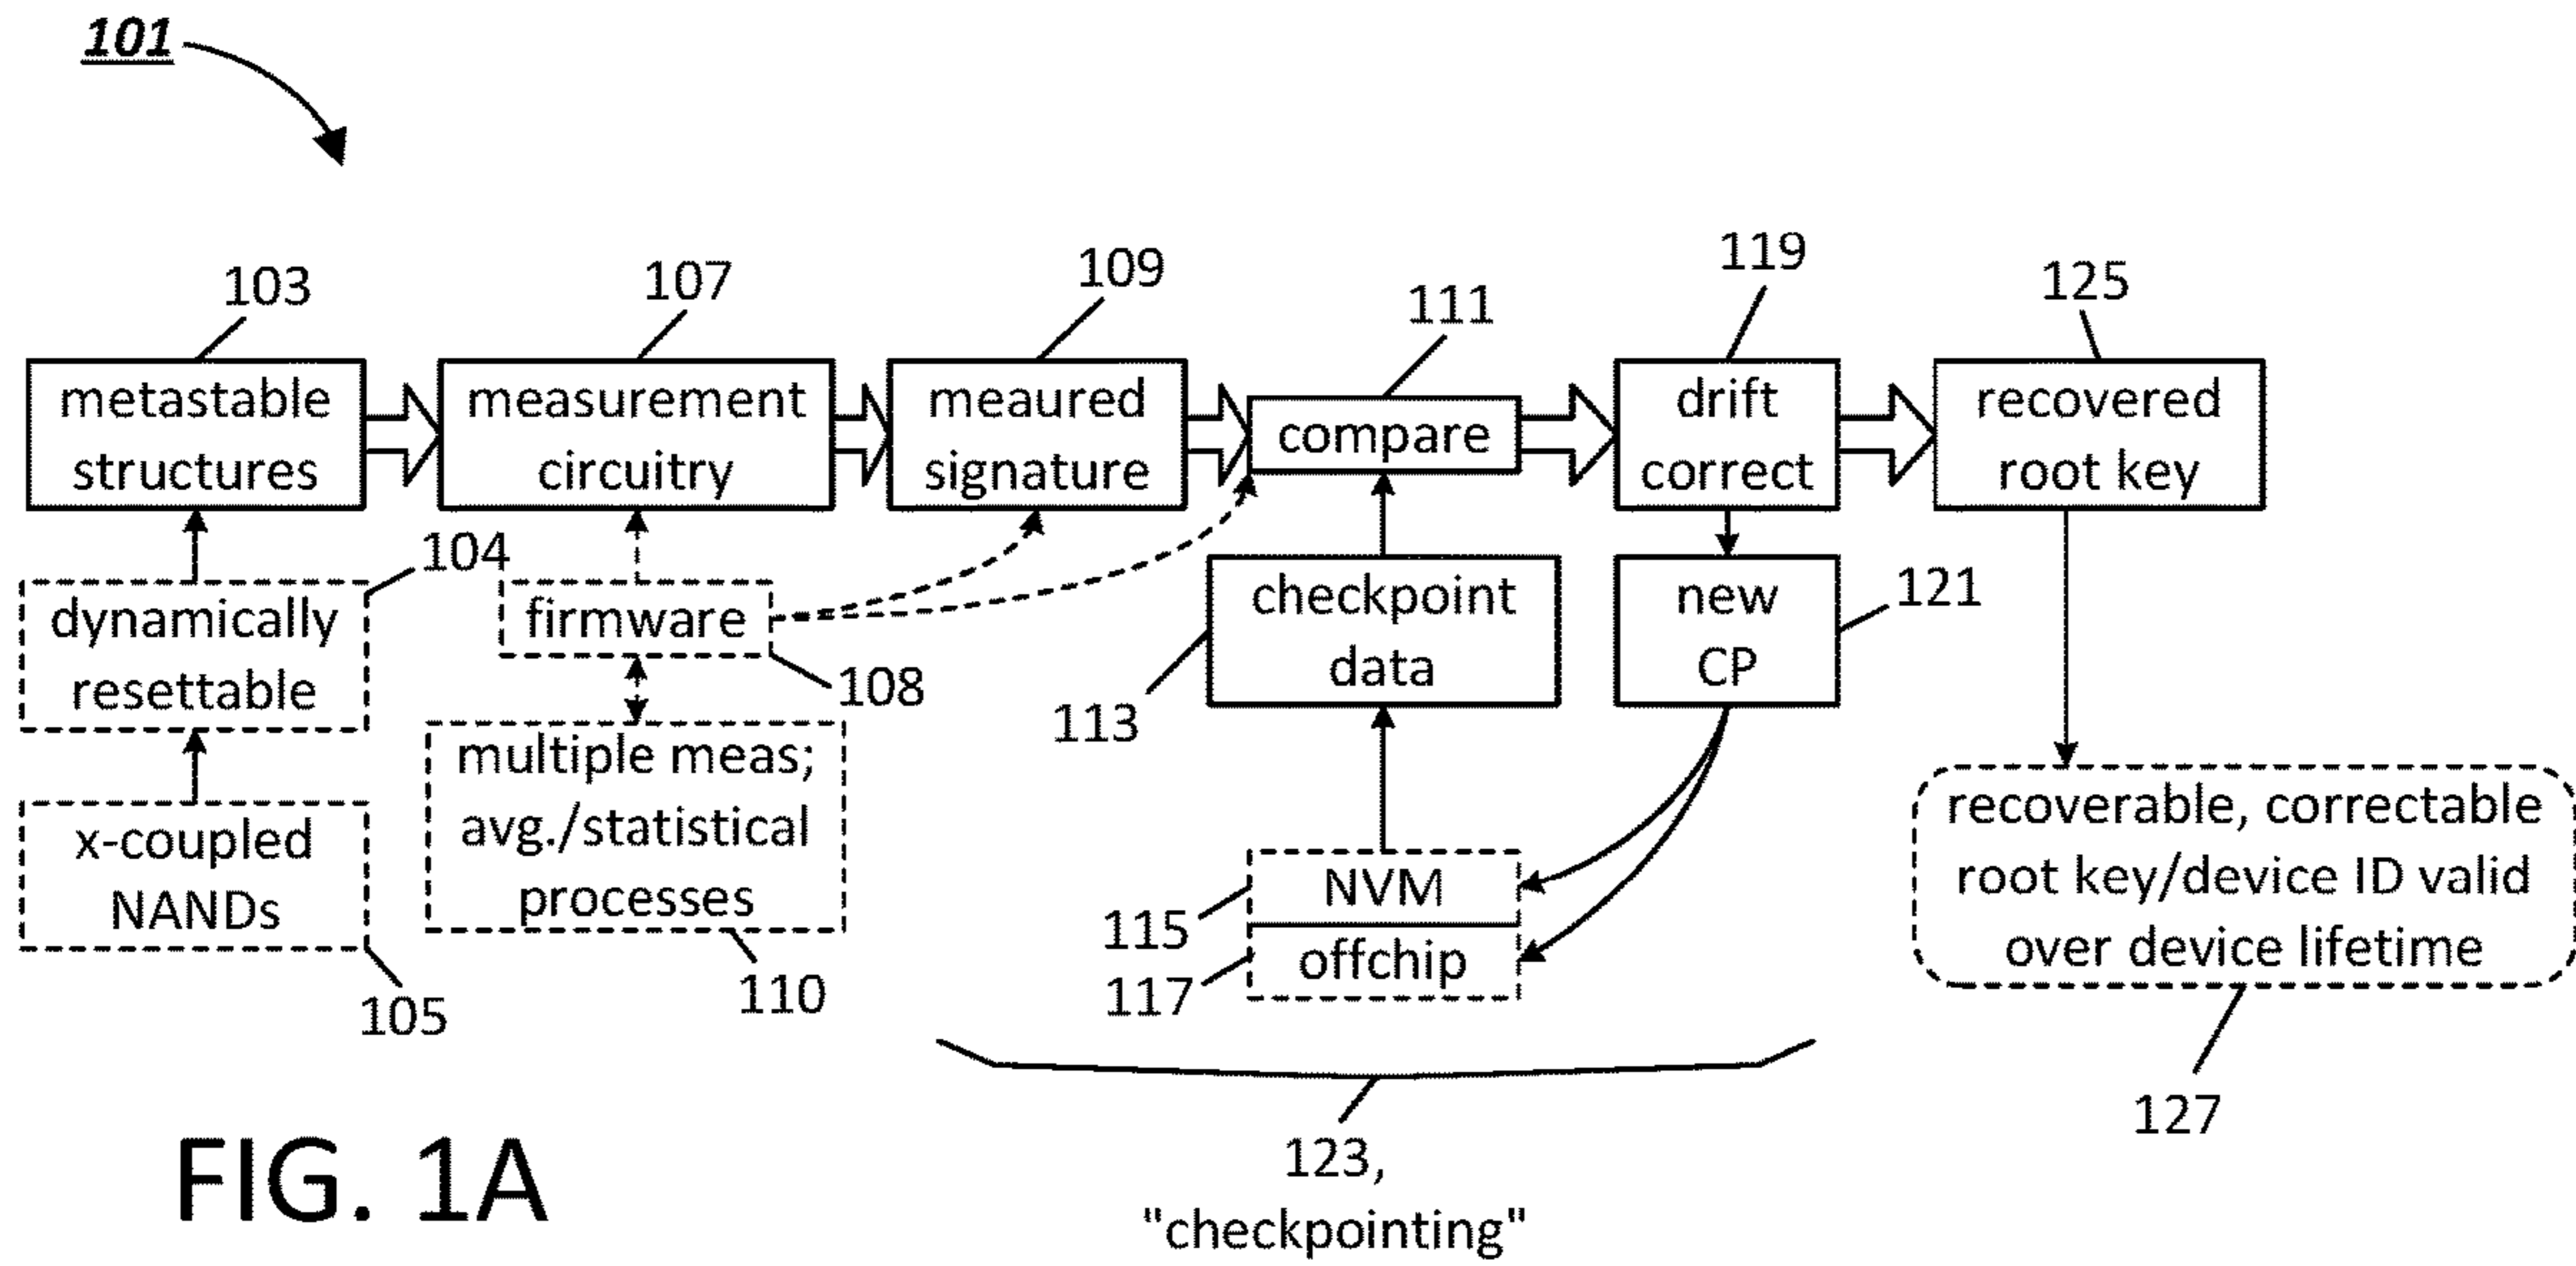 101
103
107
109
111
119
125
metastable
structures
measurement
circuitry
meaured
signature
compare
drift
correct
recovered
root key
104
dynamically
resettable
firmware
108
checkpoint
data
113
new
CP
121
x-coupled
NANDs
105
multiple meas;
avg./statistical
processes
110
NVM
115
offchip
117
recoverable, correctable
root key/device ID valid
over device lifetime
127
123,
"checkpointing"
FIG. 1A